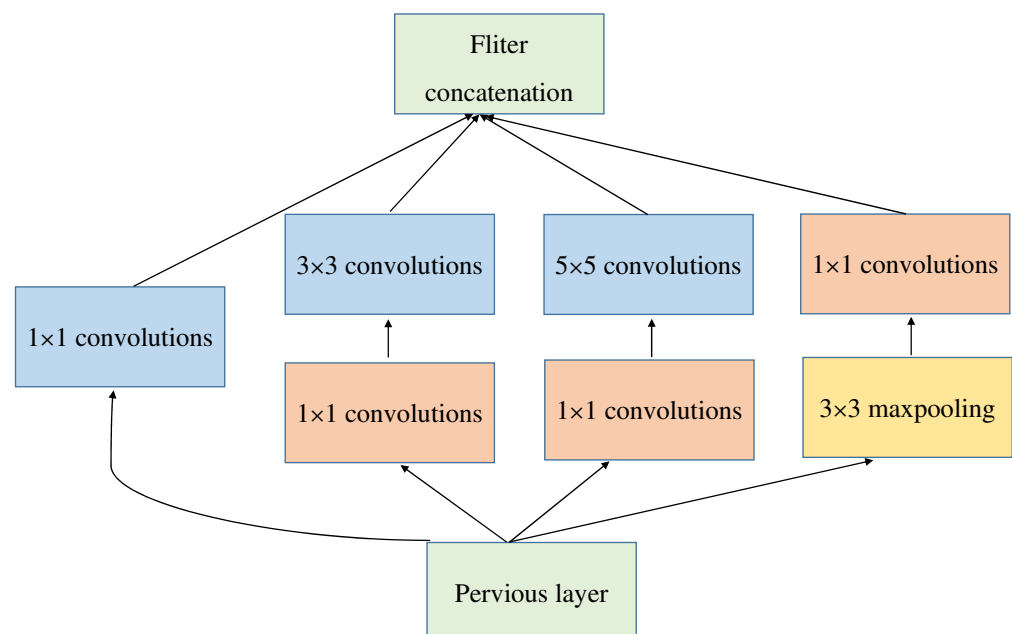 Fliter
concatenation
3×3 convolutions
5×5 convolutions
1×1 convolutions
1×1 convolutions
1×1 convolutions
1×1 convolutions
3×3 maxpooling
Pervious layer